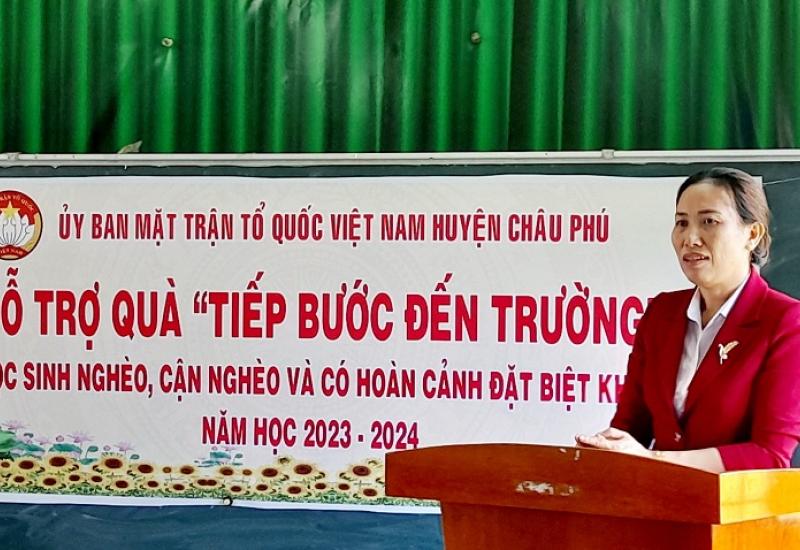 ỦY BAN MẶT TRẬN TỔ QUỐC VIỆT NAM HUYỆN CHÂU PHÚ
TRỢ QUÀ “TIẾP BƯỚC ĐẾN TRƯỜNG”
SINH NGHÈO, CẬN NGHÈO VÀ CÓ HOÀN CẢNH ĐẶT BIỆT
NĂM HỌC 2023 - 2024